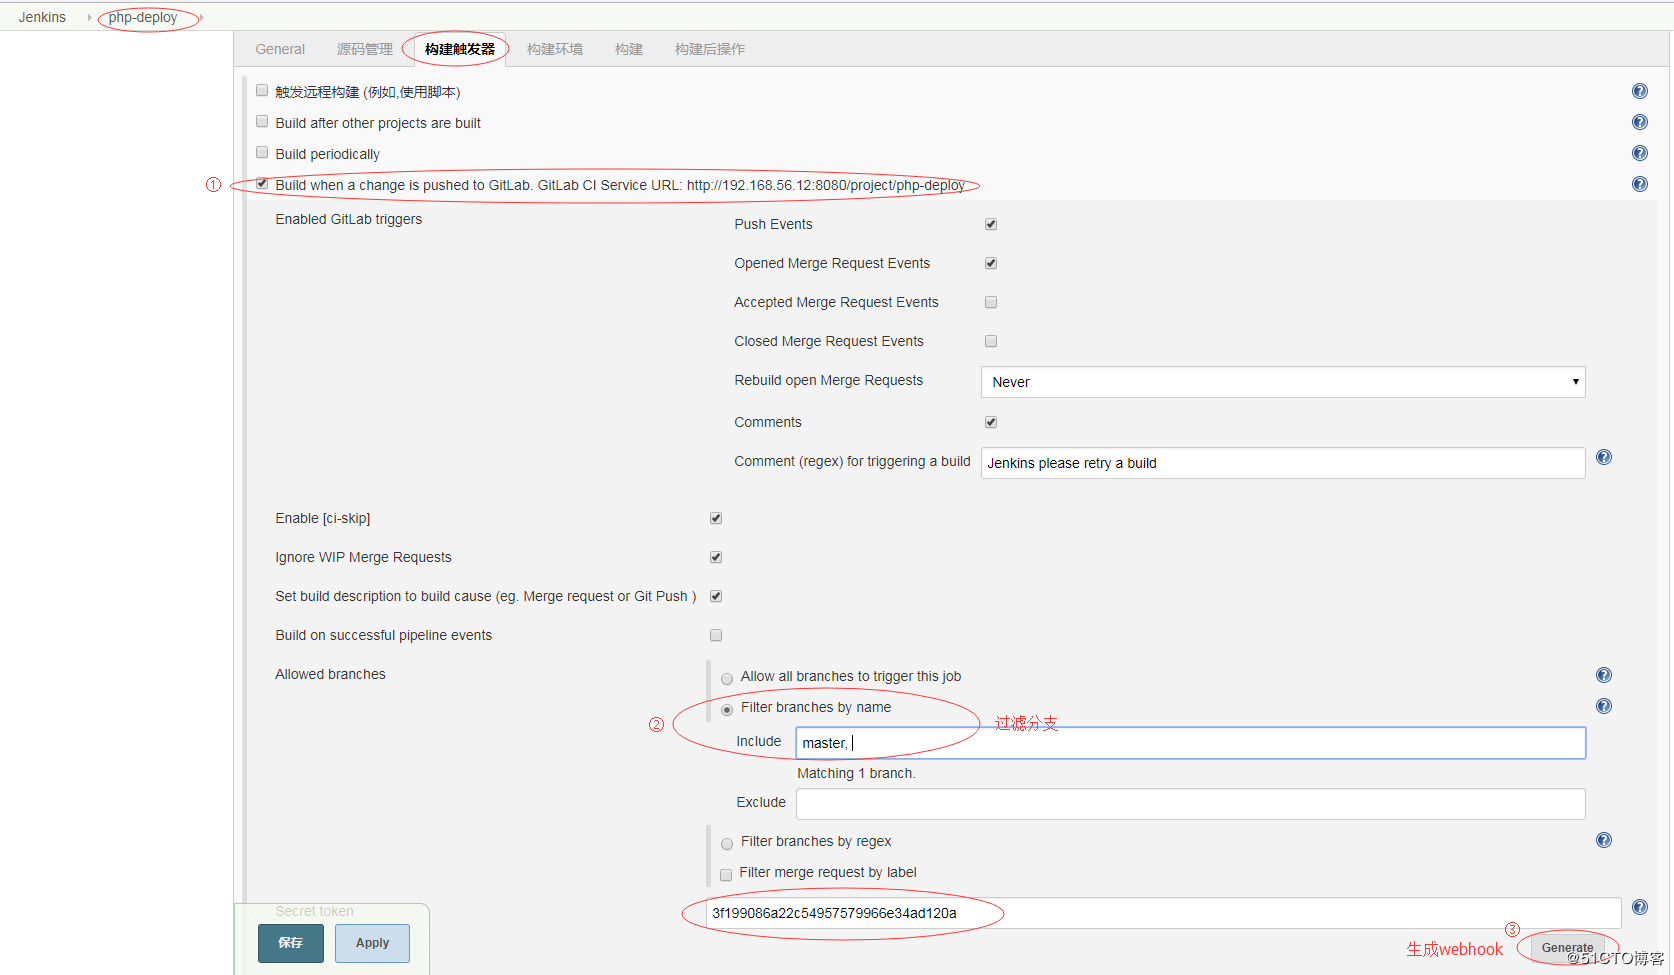 Jenkins
php-deploy
General 源码管理 构建触发器 构建环境 构建 构建后操作
触发远程构建 (例如,使用脚本)
Build after other projects are built
Build periodically
① Build when a change is pushed to GitLab. GitLab CI Service URL: http://192.168.56.12:8080/project/php-deploy
Enabled GitLab triggers
Push Events
Opened Merge Request Events
Accepted Merge Request Events
Closed Merge Request Events
Rebuild open Merge Requests Never
Comments
Comment (regex) for triggering a build Jenkins please retry a build
Enable [ci-skip]
Ignore WIP Merge Requests
Set build description to build cause (eg. Merge request or Git Push )
Build on successful pipeline events
Allowed branches
Allow all branches to trigger this job
② Filter branches by name
过滤分支
Include master,
Matching 1 branch.
Exclude
Filter branches by regex
Filter merge request by label
Secret token 3f199086a22c54957579966e34ad120a
保存 Apply
生成webhook ③ Generate
@51CTO博客